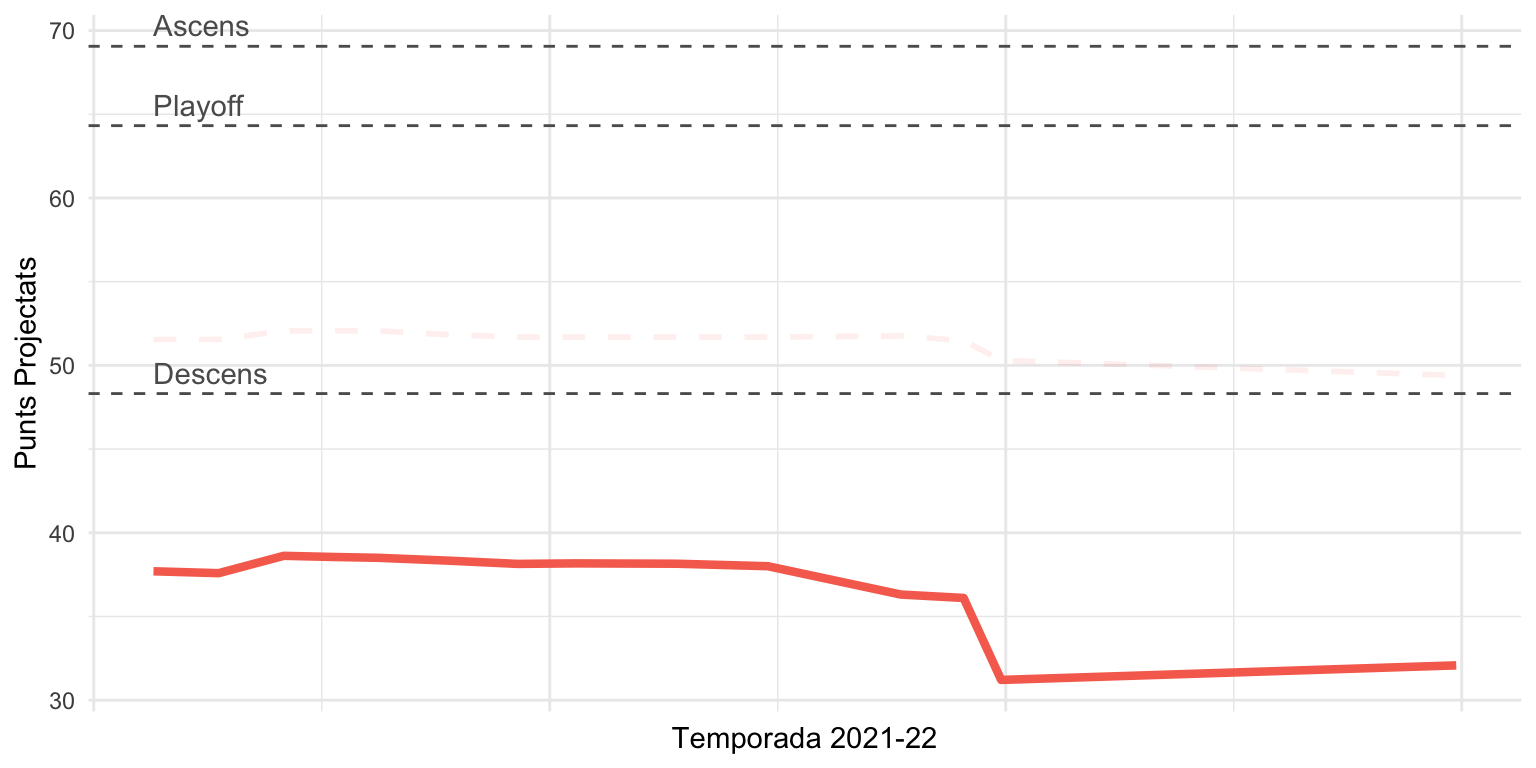 70
Ascens
Playoff
60
50
Descens
40
30
Punts Projectats
Temporada 2021-22